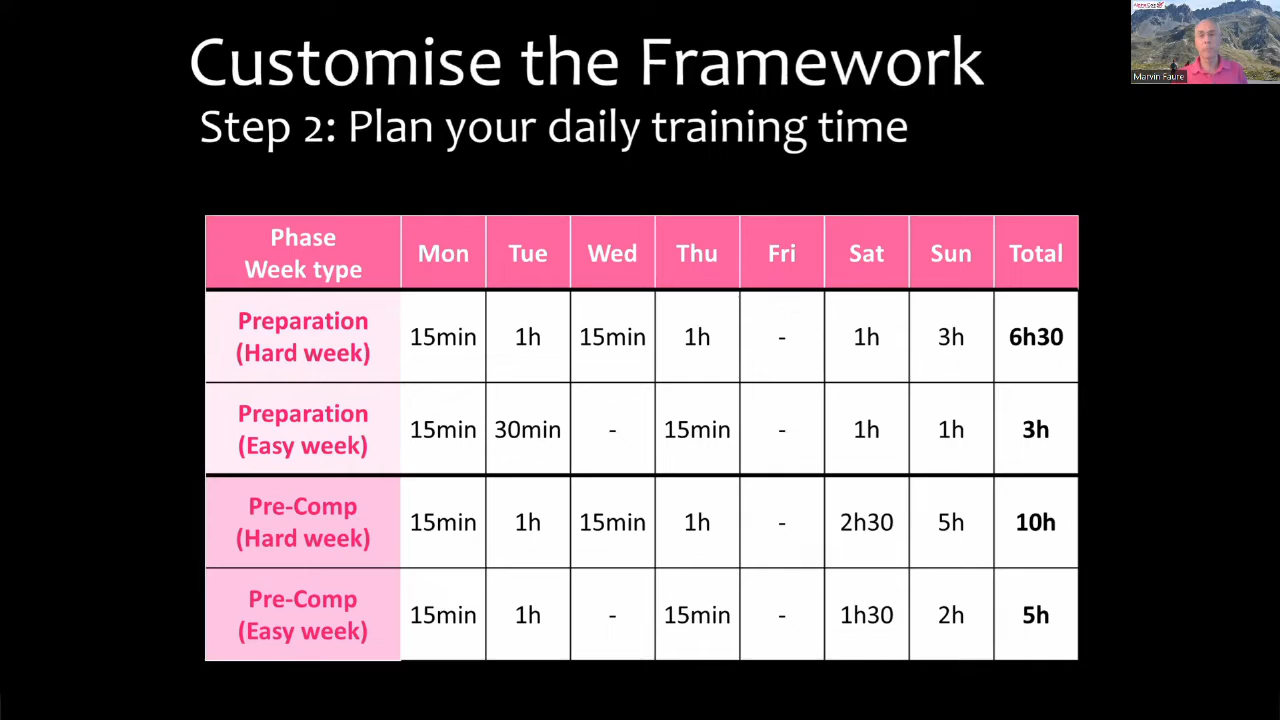 Customise the Framework
Step 2: Plan your daily training time
Marvin Faure
Phase
Week type
Mon Tue Wed Thu Fri Sat Sun Total
Preparation
(Hard week)
15min 1h 15min 1h - 1h 3h 6h30
Preparation
(Easy week)
15min 30min - 15min - 1h 1h 3h
Pre-Comp
(Hard week)
15min 1h 15min 1h - 2h30 5h 10h
Pre-Comp
(Easy week)
15min 1h - 15min - 1h30 2h 5h